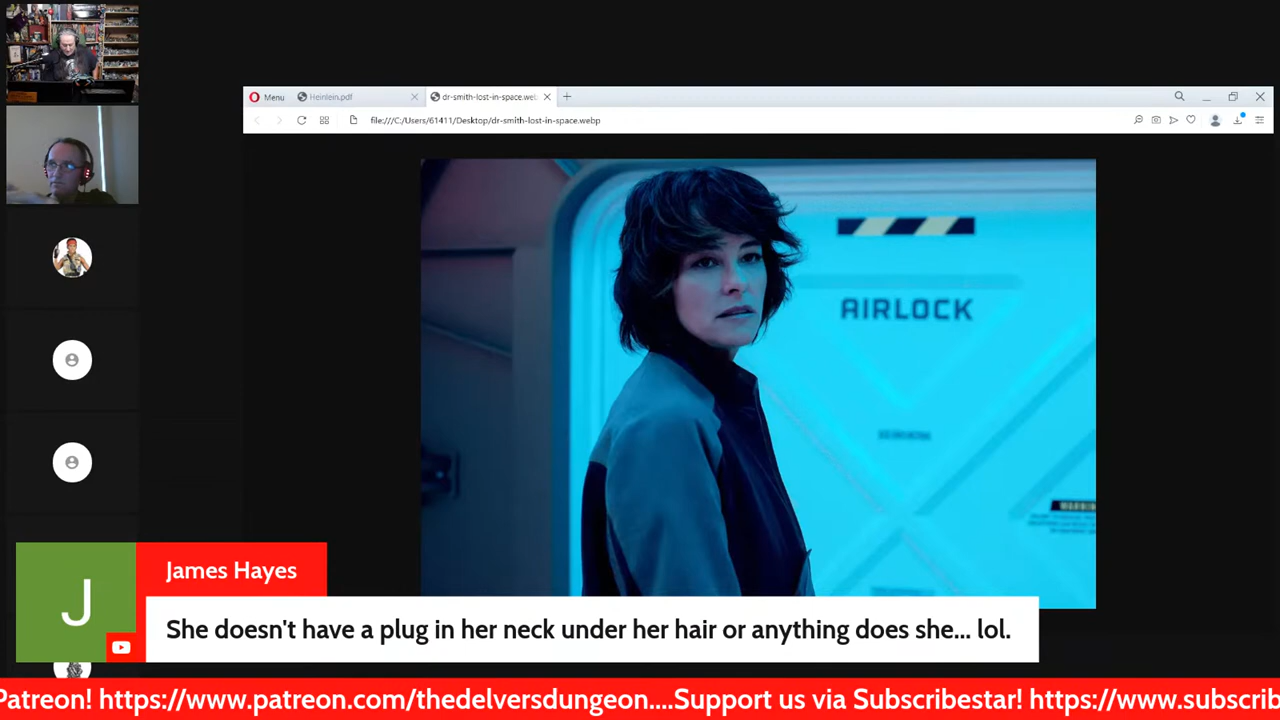 Menu
Heinlein.pdf
dr-smith-lost-in-space.we
file:///C:/Users/61411/Desktop/dr-smith-lost-in-space.webp
AIRLOCK
J
James Hayes
She doesn't have a plug in her neck under her hair or anything does she... lol.
Patreon! https://www.patreon.com/thedelversdungeon....Support us via Subscribestar! https://www.subscrib